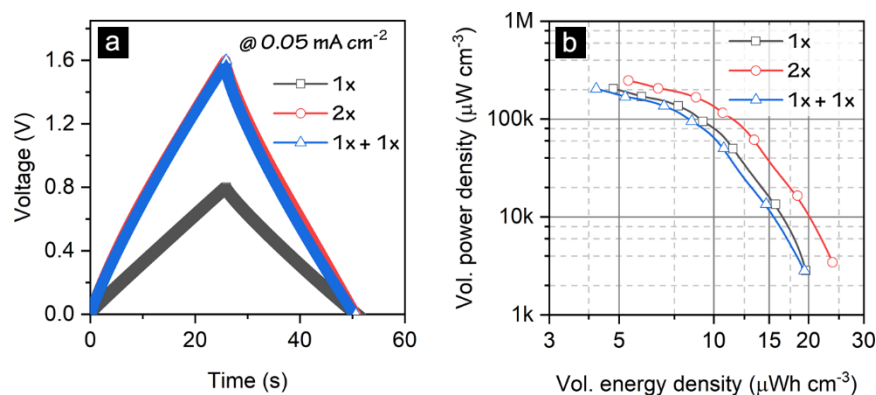 a
@ 0.05 mA cm⁻²
1x
2x
1x + 1x
1.6
1.2
0.8
0.4
0.0
Voltage (V)
0 20 40 60
Time (s)
b
1x
2x
1x + 1x
1M
100k
10k
1k
Vol. power density (μW cm⁻³)
3 5 10 15 20 30
Vol. energy density (μWh cm⁻³)